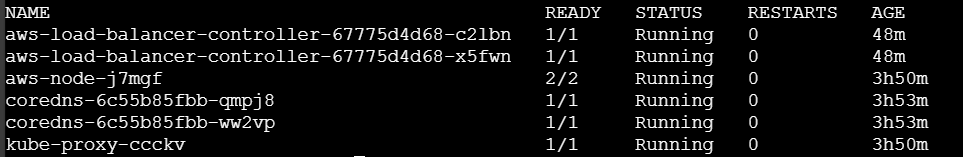 NAME READY STATUS RESTARTS AGE
aws-load-balancer-controller-67775d4d68-c2lbn 1/1 Running 0 48m
aws-load-balancer-controller-67775d4d68-x5fwn 1/1 Running 0 48m
aws-node-j7mgf 2/2 Running 0 3h50m
coredns-6c55b85fbb-qmpj8 1/1 Running 0 3h53m
coredns-6c55b85fbb-ww2vp 1/1 Running 0 3h53m
kube-proxy-ccckv 1/1 Running 0 3h50m